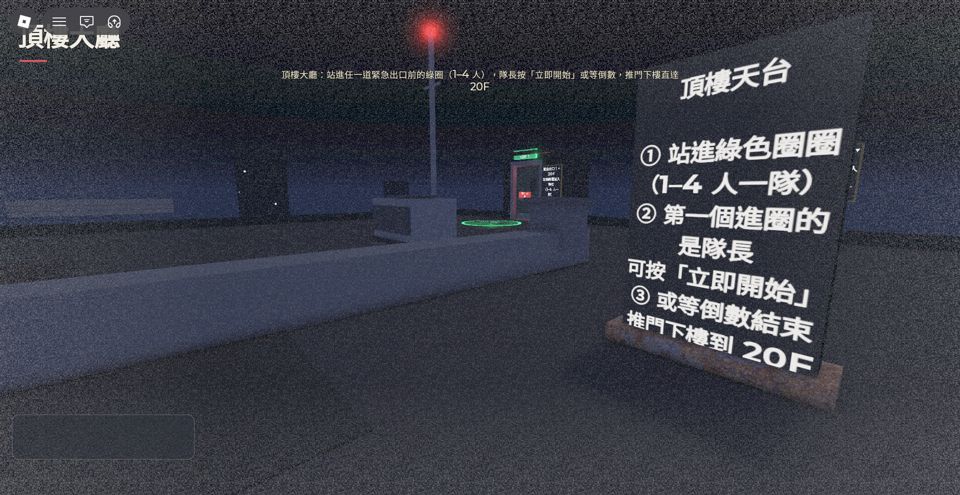 頂樓大廳
頂樓大廳：站進任一道緊急出口前的綠圈（1–4 人），隊長按「立即開始」或等倒數，推門下樓直達
20F
頂樓天台
① 站進綠色圈圈
（1–4 人一隊）
② 第一個進圈的
是隊長
可按「立即開始」
③ 或等倒數結束
推門下樓到 20F